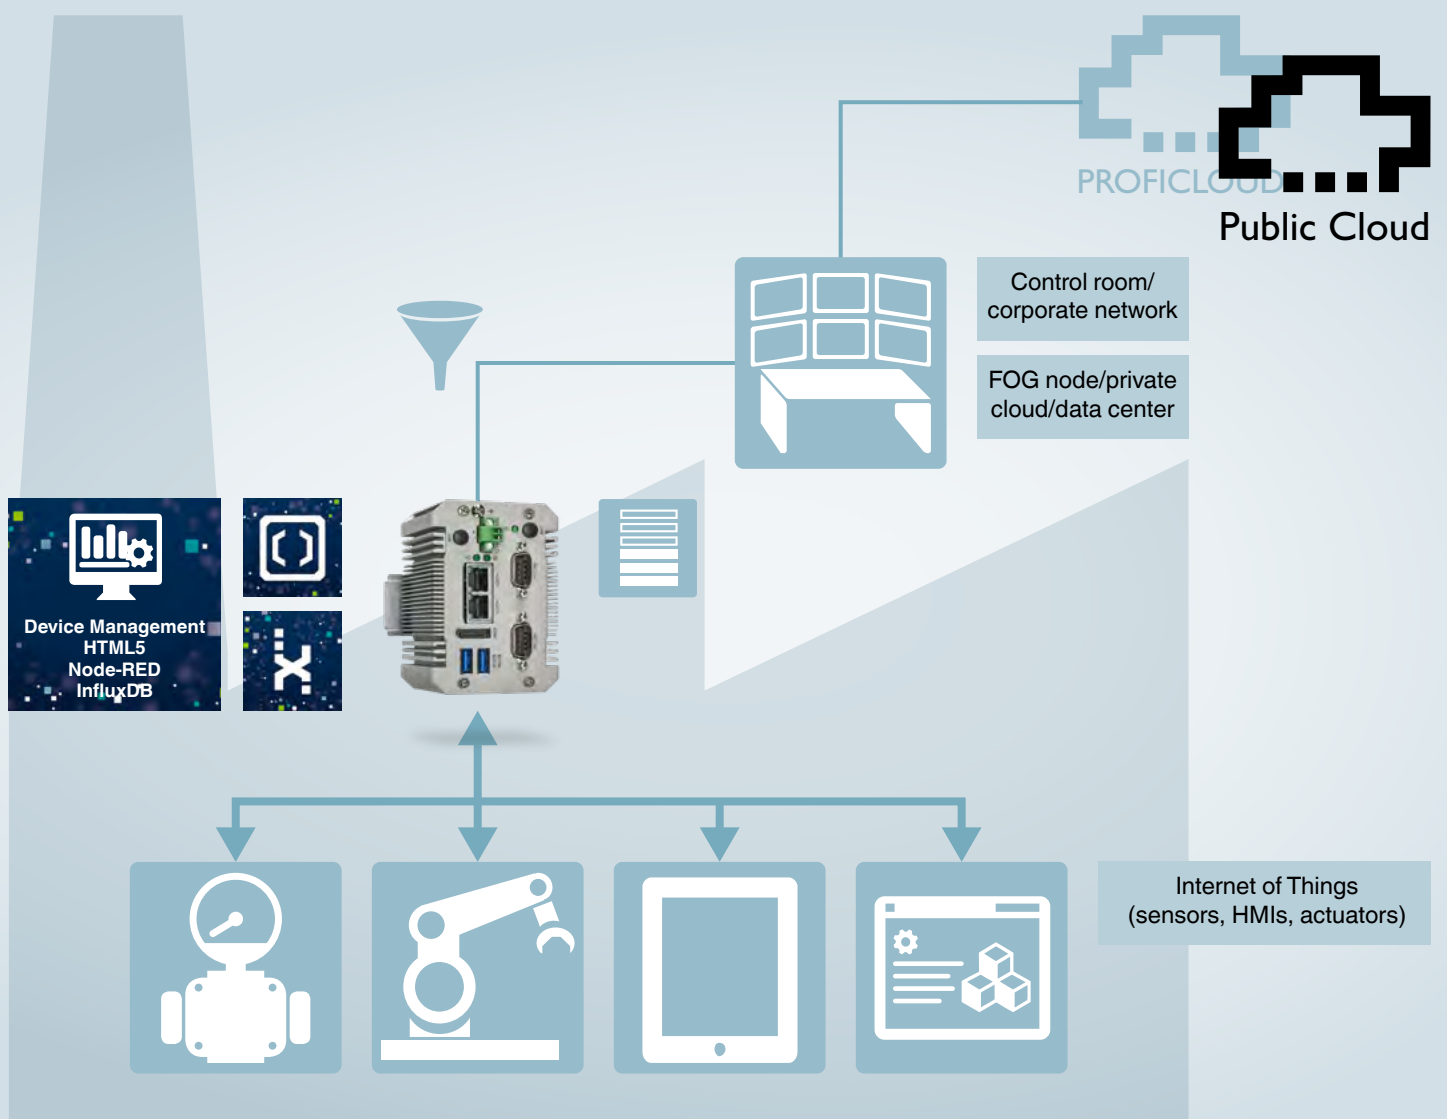 PROFICLOUD
Public Cloud
Control room/
corporate network
FOG node/private
cloud/data center
Device Management
HTML5
Node-RED
InfluxDB
Internet of Things
(sensors, HMIs, actuators)